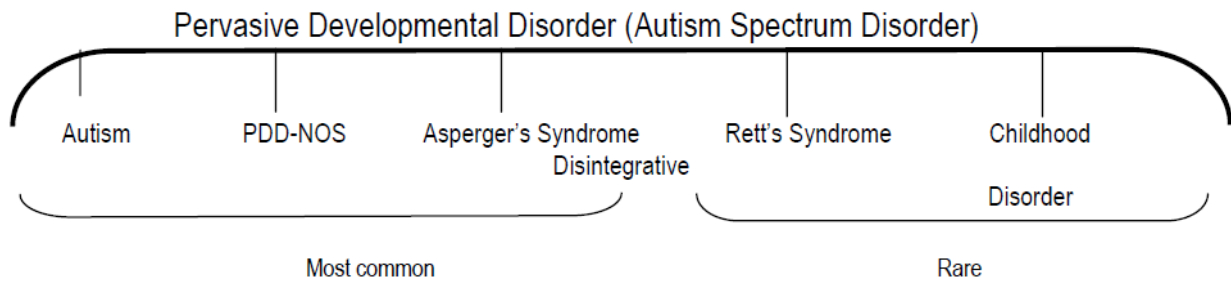 Pervasive Developmental Disorder (Autism Spectrum Disorder)
Autism PDD-NOS Asperger's Syndrome Rett's Syndrome Childhood
Disintegrative
Disorder
Most common Rare